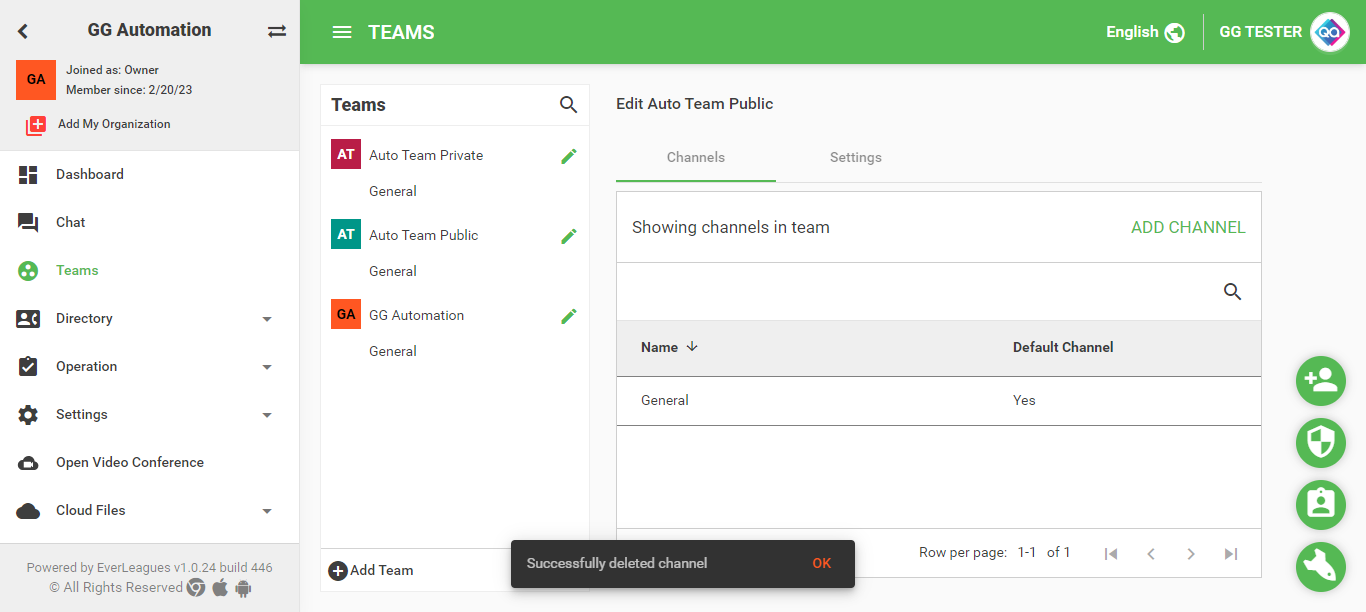 GG Automation
GA
Joined as: Owner
Member since: 2/20/23
Add My Organization
Dashboard
Chat
Teams
Directory
Operation
Settings
Open Video Conference
Cloud Files
Powered by EverLeagues v1.0.24 build 446
© All Rights Reserved
TEAMS
English
GG TESTER
QQ
Teams
AT Auto Team Private
General
AT Auto Team Public
General
GA GG Automation
General
Add Team
Edit Auto Team Public
Channels Settings
Showing channels in team ADD CHANNEL
Name Default Channel
General Yes
Row per page: 1-1 of 1
Successfully deleted channel OK